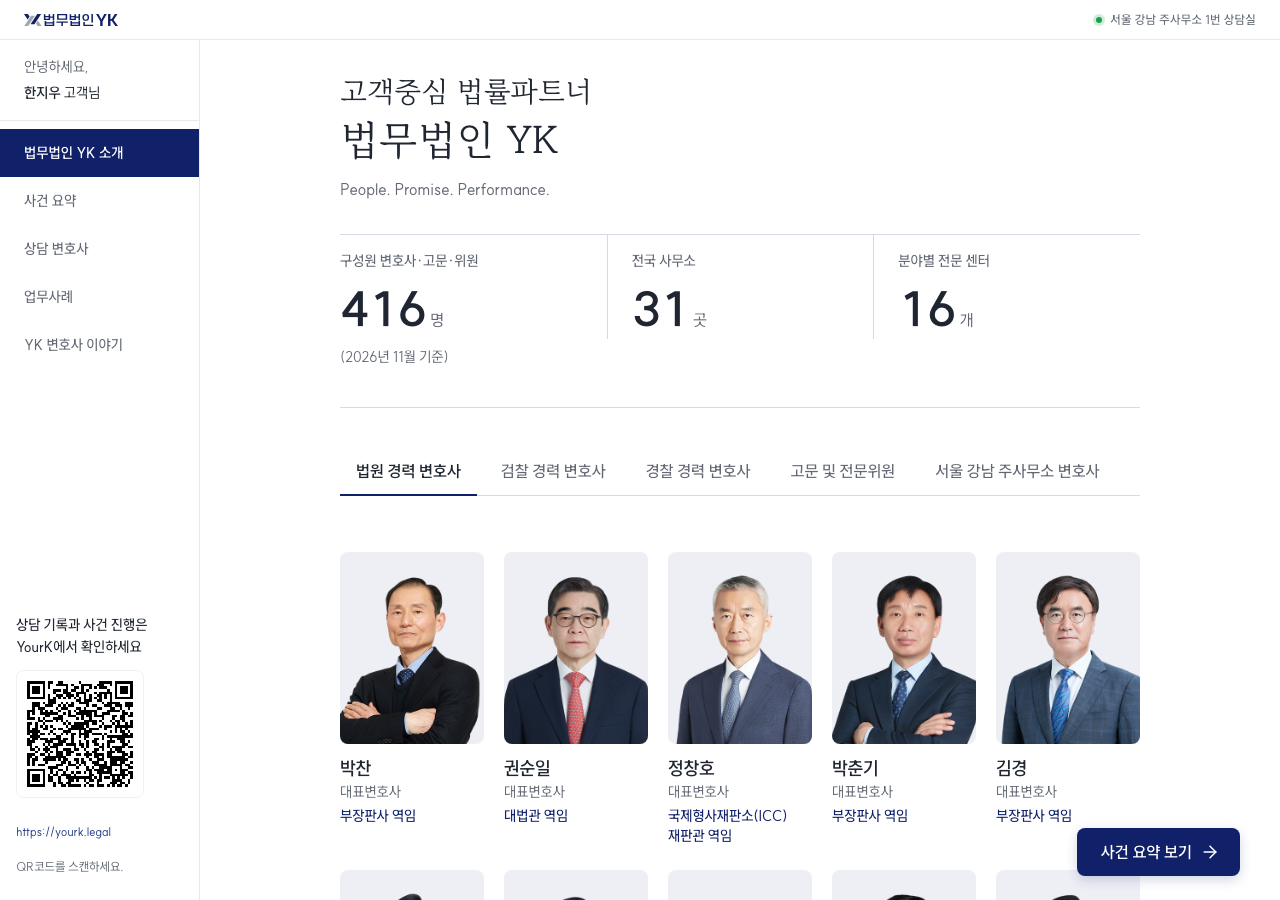 법무법인 YK
서울 강남 주사무소 1번 상담실
안녕하세요,
한지우 고객님
법무법인 YK 소개
사건 요약
상담 변호사
업무사례
YK 변호사 이야기
상담 기록과 사건 진행은
YourK에서 확인하세요
https://yourk.legal
QR코드를 스캔하세요.
고객중심 법률파트너
법무법인 YK
People. Promise. Performance.
구성원 변호사·고문·위원
416 명
(2026년 11월 기준)
전국 사무소
31 곳
분야별 전문 센터
16 개
법원 경력 변호사
검찰 경력 변호사
경찰 경력 변호사
고문 및 전문위원
서울 강남 주사무소 변호사
박찬
대표변호사
부장판사 역임
권순일
대표변호사
대법관 역임
정창호
대표변호사
국제형사재판소(ICC)
재판관 역임
박춘기
대표변호사
부장판사 역임
김경
대표변호사
부장판사 역임
사건 요약 보기 →